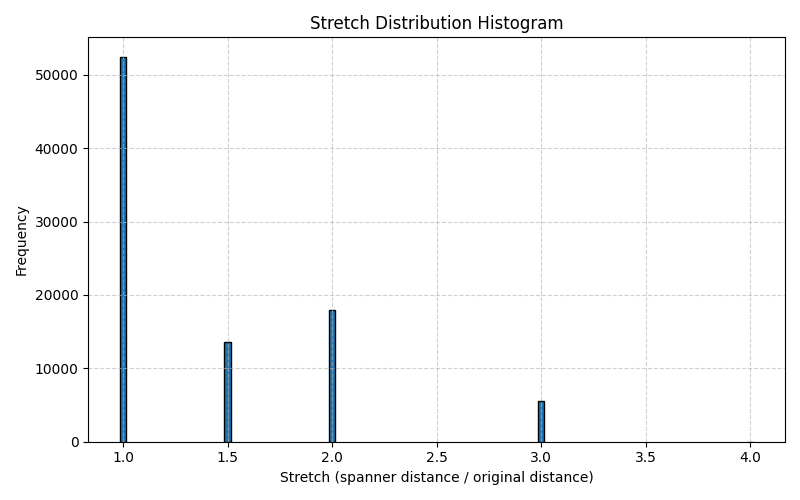 Stretch Distribution Histogram
Frequency
50000
40000
30000
20000
10000
0
1.0 1.5 2.0 2.5 3.0 3.5 4.0
Stretch (spanner distance / original distance)